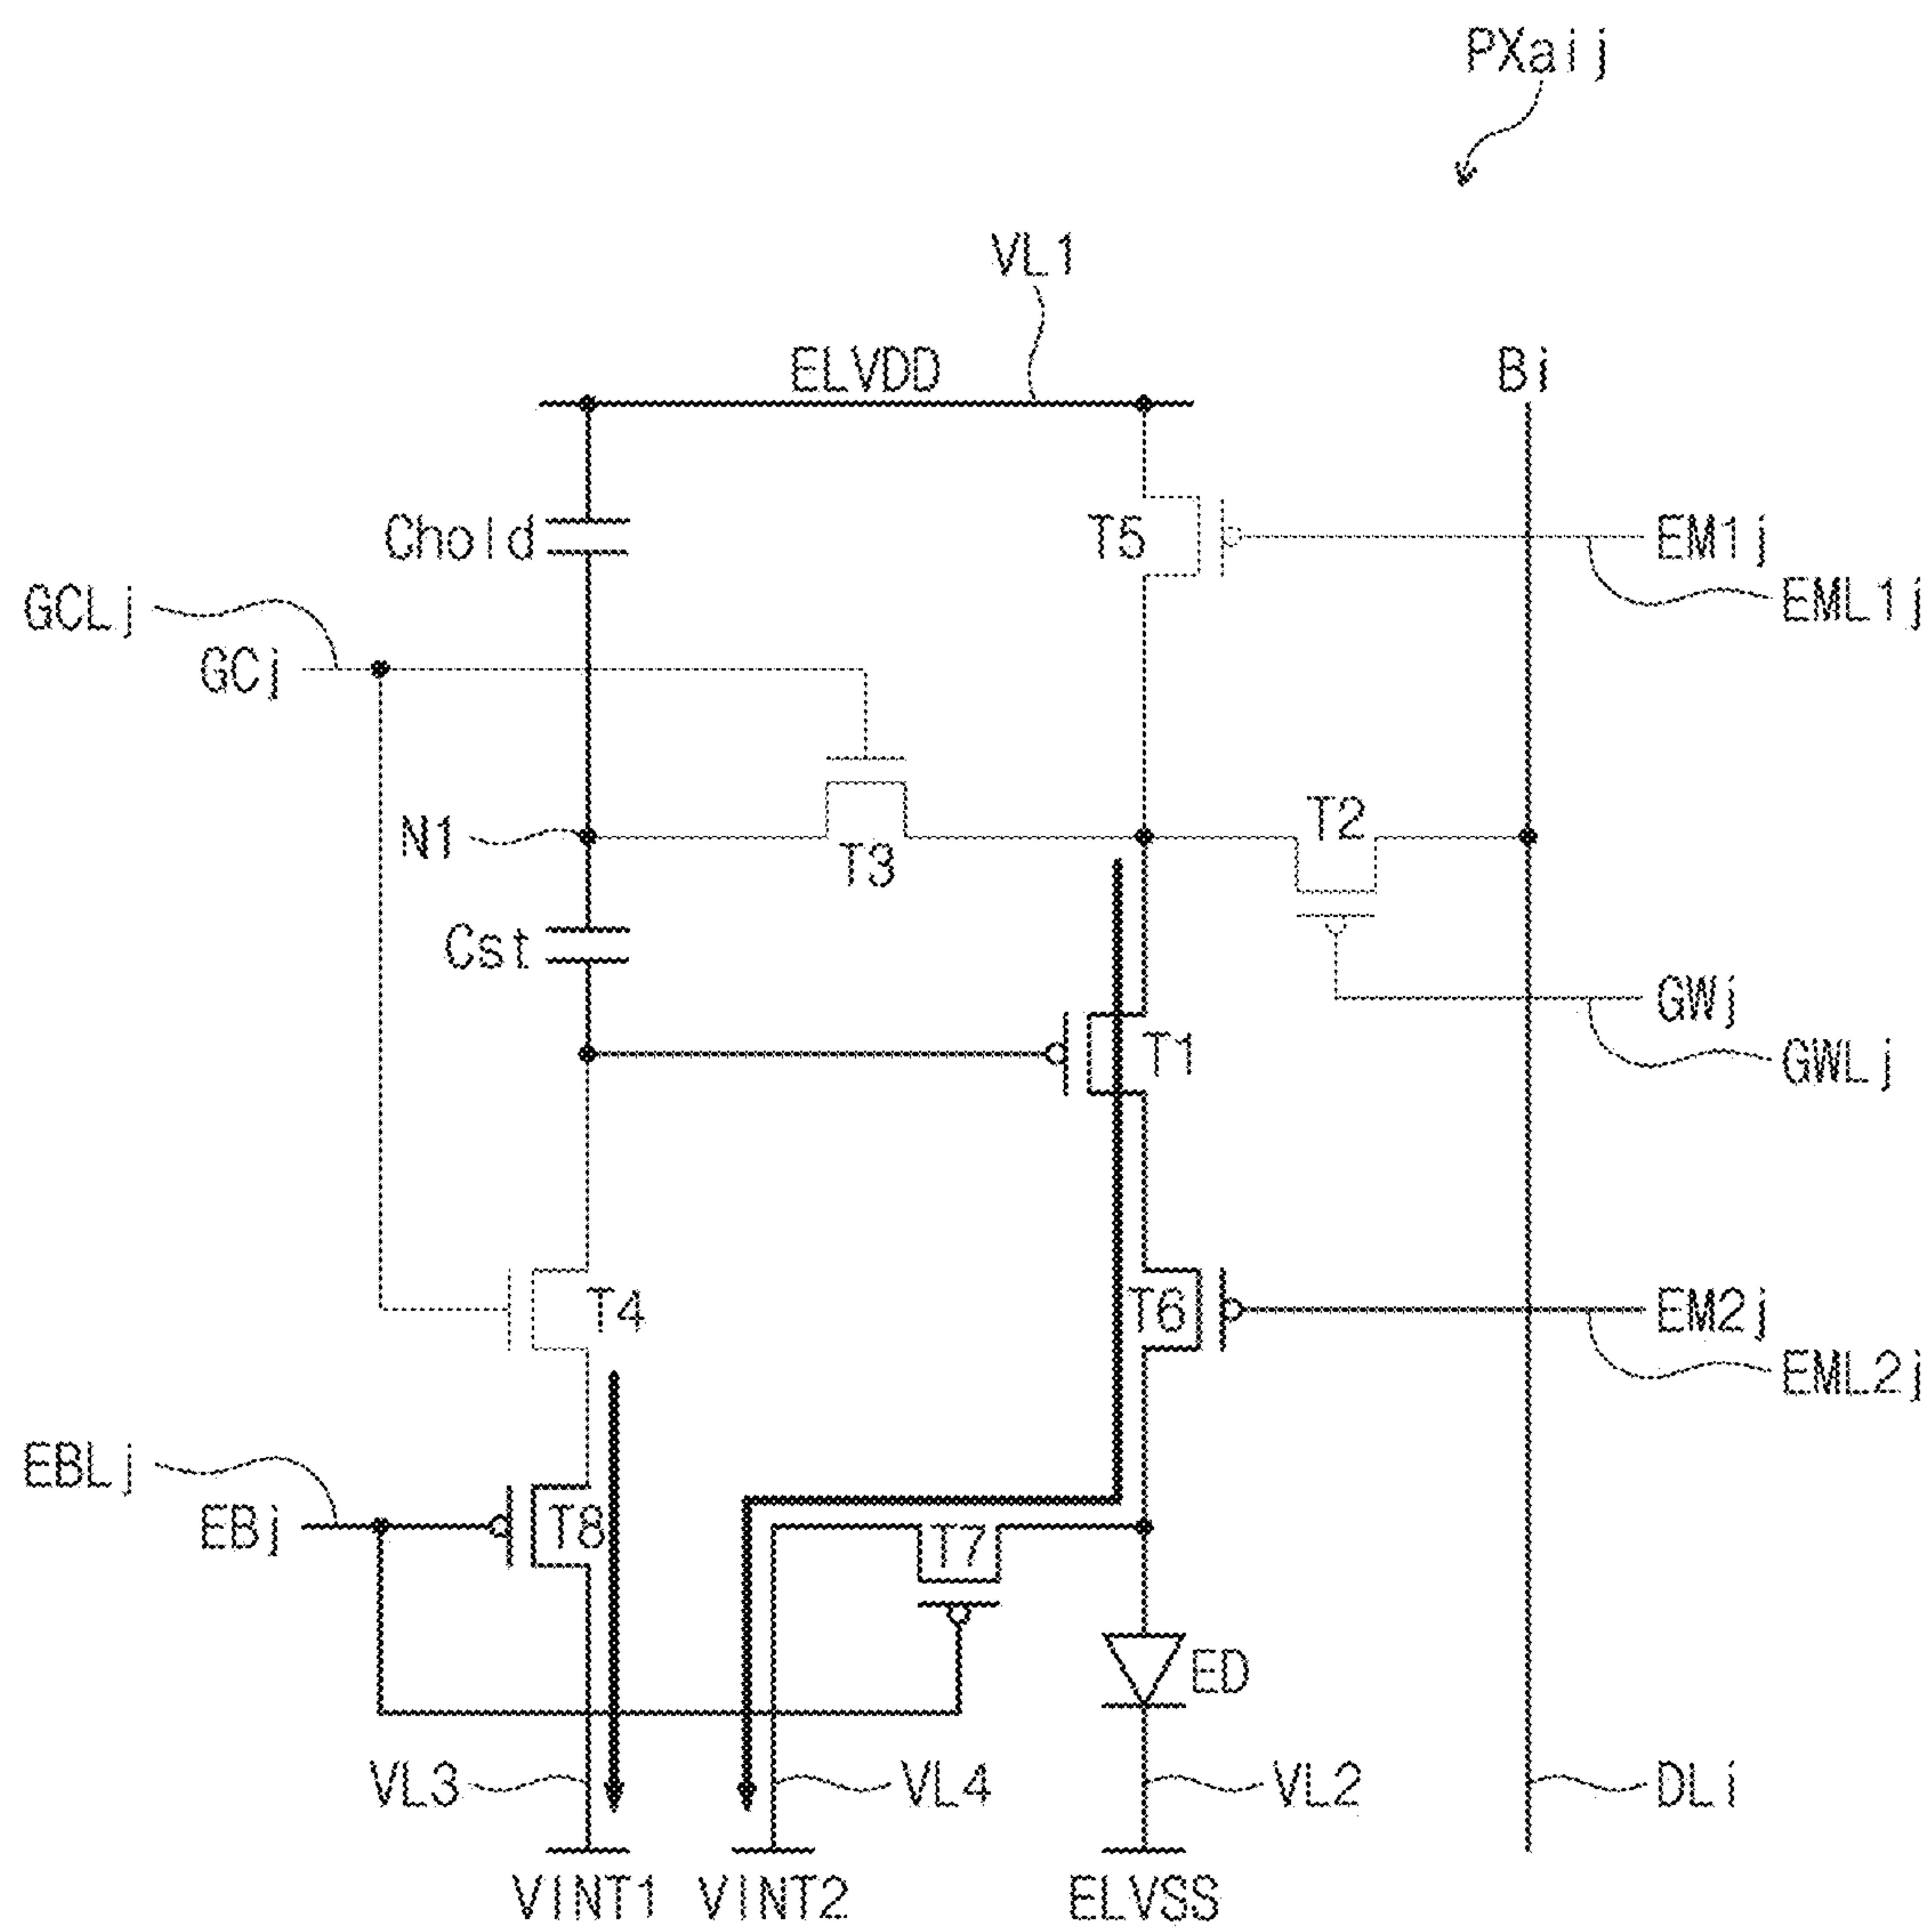 PXaij
VL1
ELVDD
Bi
Chold
T5
EM1j
EML1j
GCLj
GCj
N1
T3
T2
Cst
T1
GWj
GWLj
T4
T6
EM2j
EML2j
EBLj
EBj
T8
T7
ED
VL3
VL4
VL2
DLi
VINT1
VINT2
ELVSS